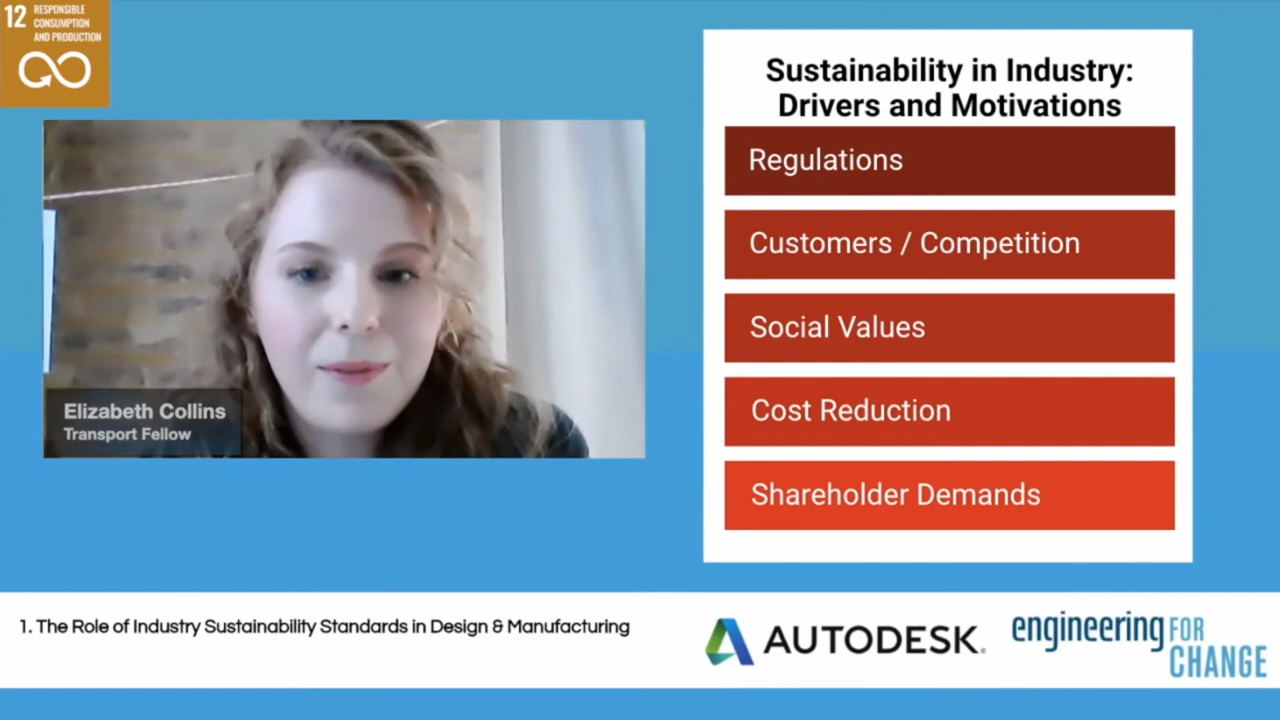 12 RESPONSIBLE
CONSUMPTION
AND PRODUCTION
Sustainability in Industry:
Drivers and Motivations
Regulations
Customers / Competition
Social Values
Cost Reduction
Shareholder Demands
Elizabeth Collins
Transport Fellow
1. The Role of Industry Sustainability Standards in Design & Manufacturing
AUTODESK.
engineering FOR
CHANGE